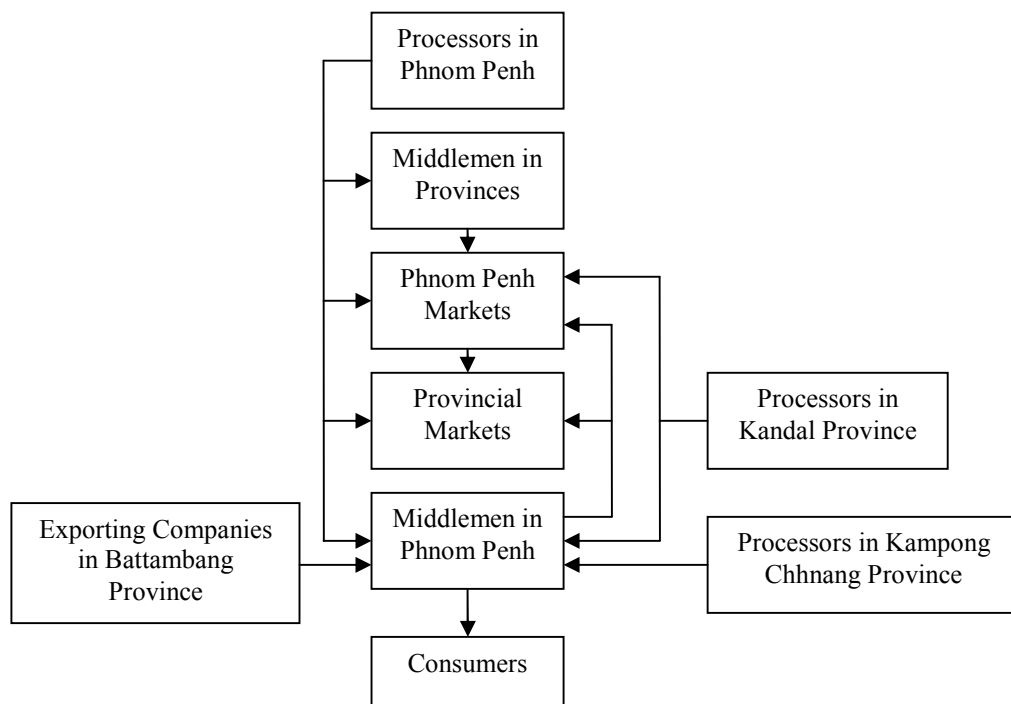 Processors in
Phnom Penh
Middlemen in
Provinces
Phnom Penh
Markets
Provincial
Markets
Processors in
Kandal Province
Exporting Companies
in Battambang
Province
Middlemen in
Phnom Penh
Processors in Kampong
Chhnang Province
Consumers